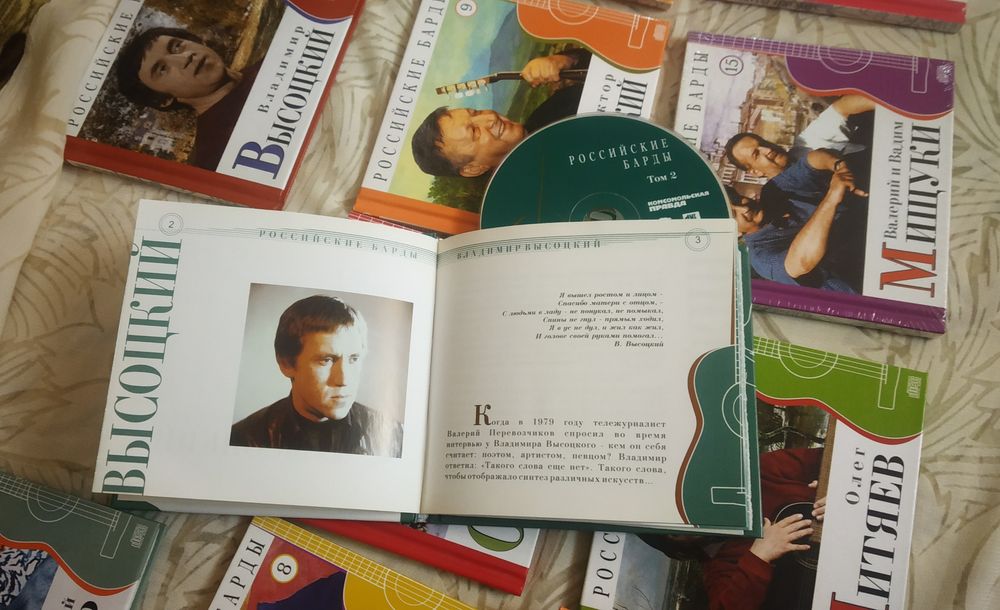 РОССИЙСКИЕ
Владимир
Высоцкий
РОССИЙСКИЕ БАРДЫ
9
РОССИЙСКИЕ
БАРДЫ
Том 2
КОМСОМОЛЬСКАЯ
ПРАВДА
БАРДЫ
15
Валерий и Вадим
Мищуки
2
РОССИЙСКИЕ БАРДЫ
ВЫСОЦКИЙ
ВЛАДИМИР ВЫСОЦКИЙ
3
Я вышел ростом и лицом -
Спасибо матери с отцом, -
С людьми в ладу - не понукал, не помыкал,
Спины не гнул - прямым ходил,
Я в ус не дул, и жил как жил,
И голове своей руками помогал...
В. Высоцкий
Когда в 1979 году тележурналист
Валерий Перевозчиков спросил во время
интервью у Владимира Высоцкого - кем он себя
считает: поэтом, артистом, певцом? Владимир
ответил: «Такого слова еще нет». Такого слова,
чтобы отображало синтез различных искусств...
Олег
БАРДЫ
8